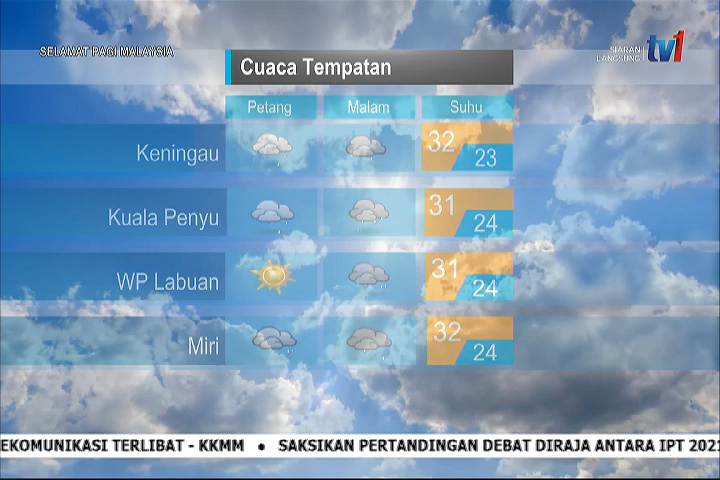 SELAMAT PAGI MALAYSIA
SIARAN
LANGSUNG
tv1
Cuaca Tempatan
Petang Malam Suhu
Keningau 32 23
Kuala Penyu 31 24
WP Labuan 31 24
Miri 32 24
EKOMUNIKASI TERLIBAT - KKMM • SAKSIKAN PERTANDINGAN DEBAT DIRAJA ANTARA IPT 2021